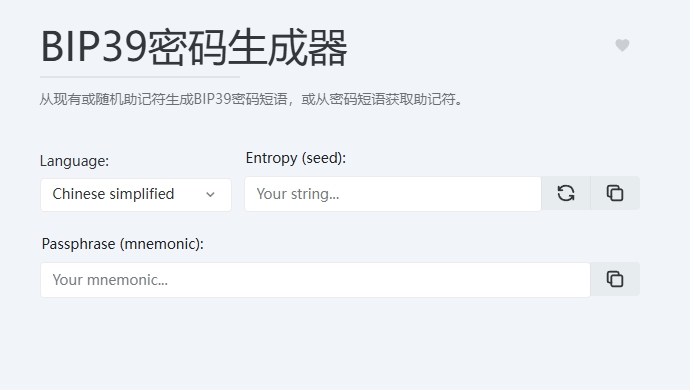 BIP39密码生成器
从现有或随机助记符生成BIP39密码短语，或从密码短语获取助记符。
Language:
Entropy (seed):
Chinese simplified
Your string...
Passphrase (mnemonic):
Your mnemonic...